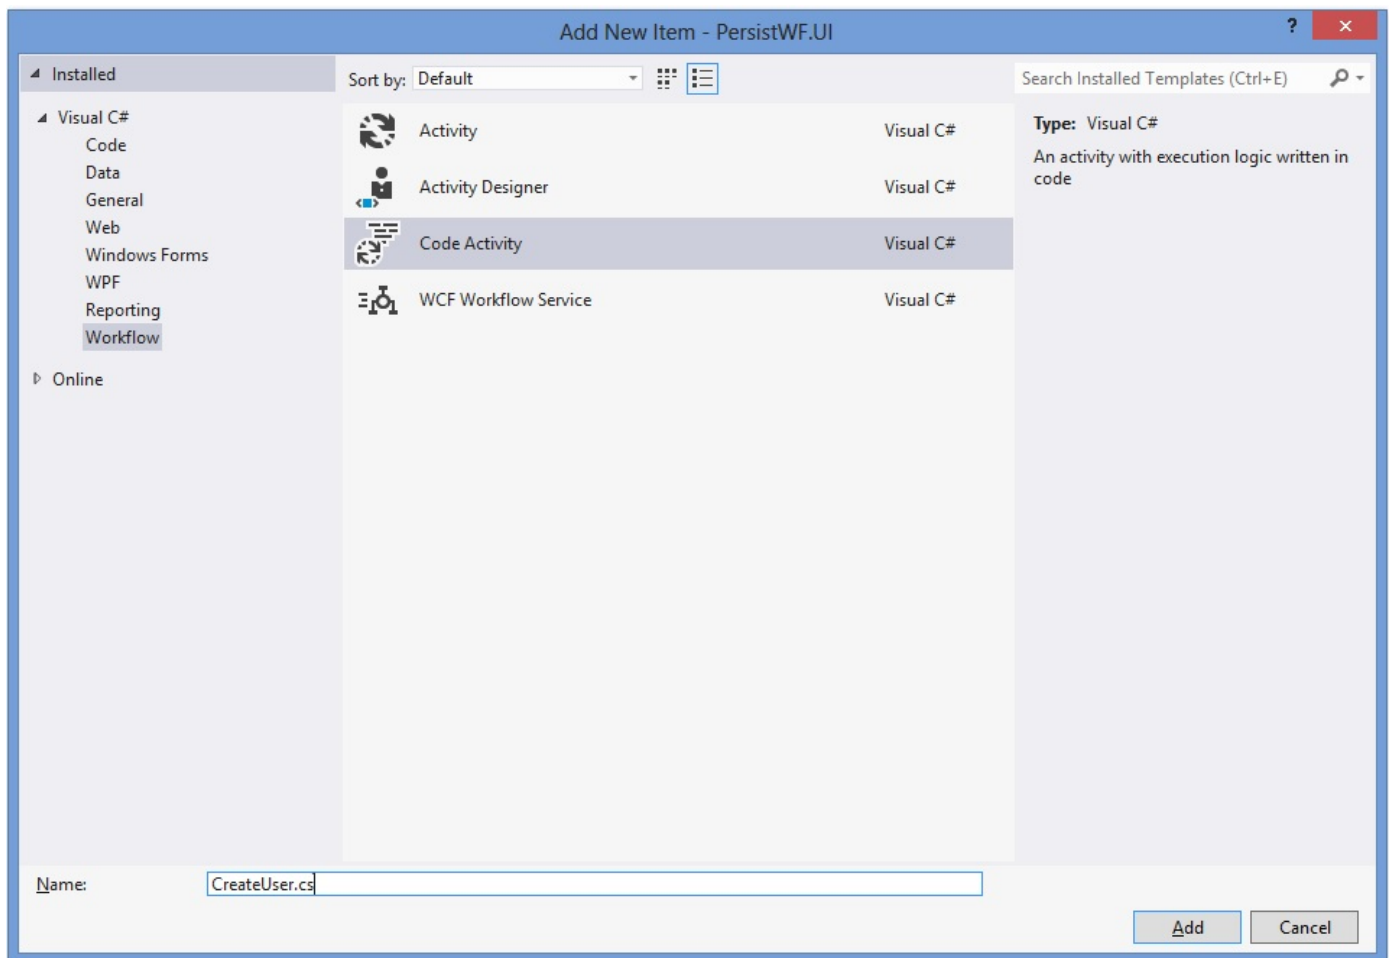 Add New Item - PersistWF.UI
?
Installed
Sort by: Default
Search Installed Templates (Ctrl+E)
Visual C#
Code
Data
General
Web
Windows Forms
WPF
Reporting
Workflow
Online
Activity Visual C#
Activity Designer Visual C#
Code Activity Visual C#
WCF Workflow Service Visual C#
Type: Visual C#
An activity with execution logic written in
code
Name: CreateUser.cs
Add Cancel